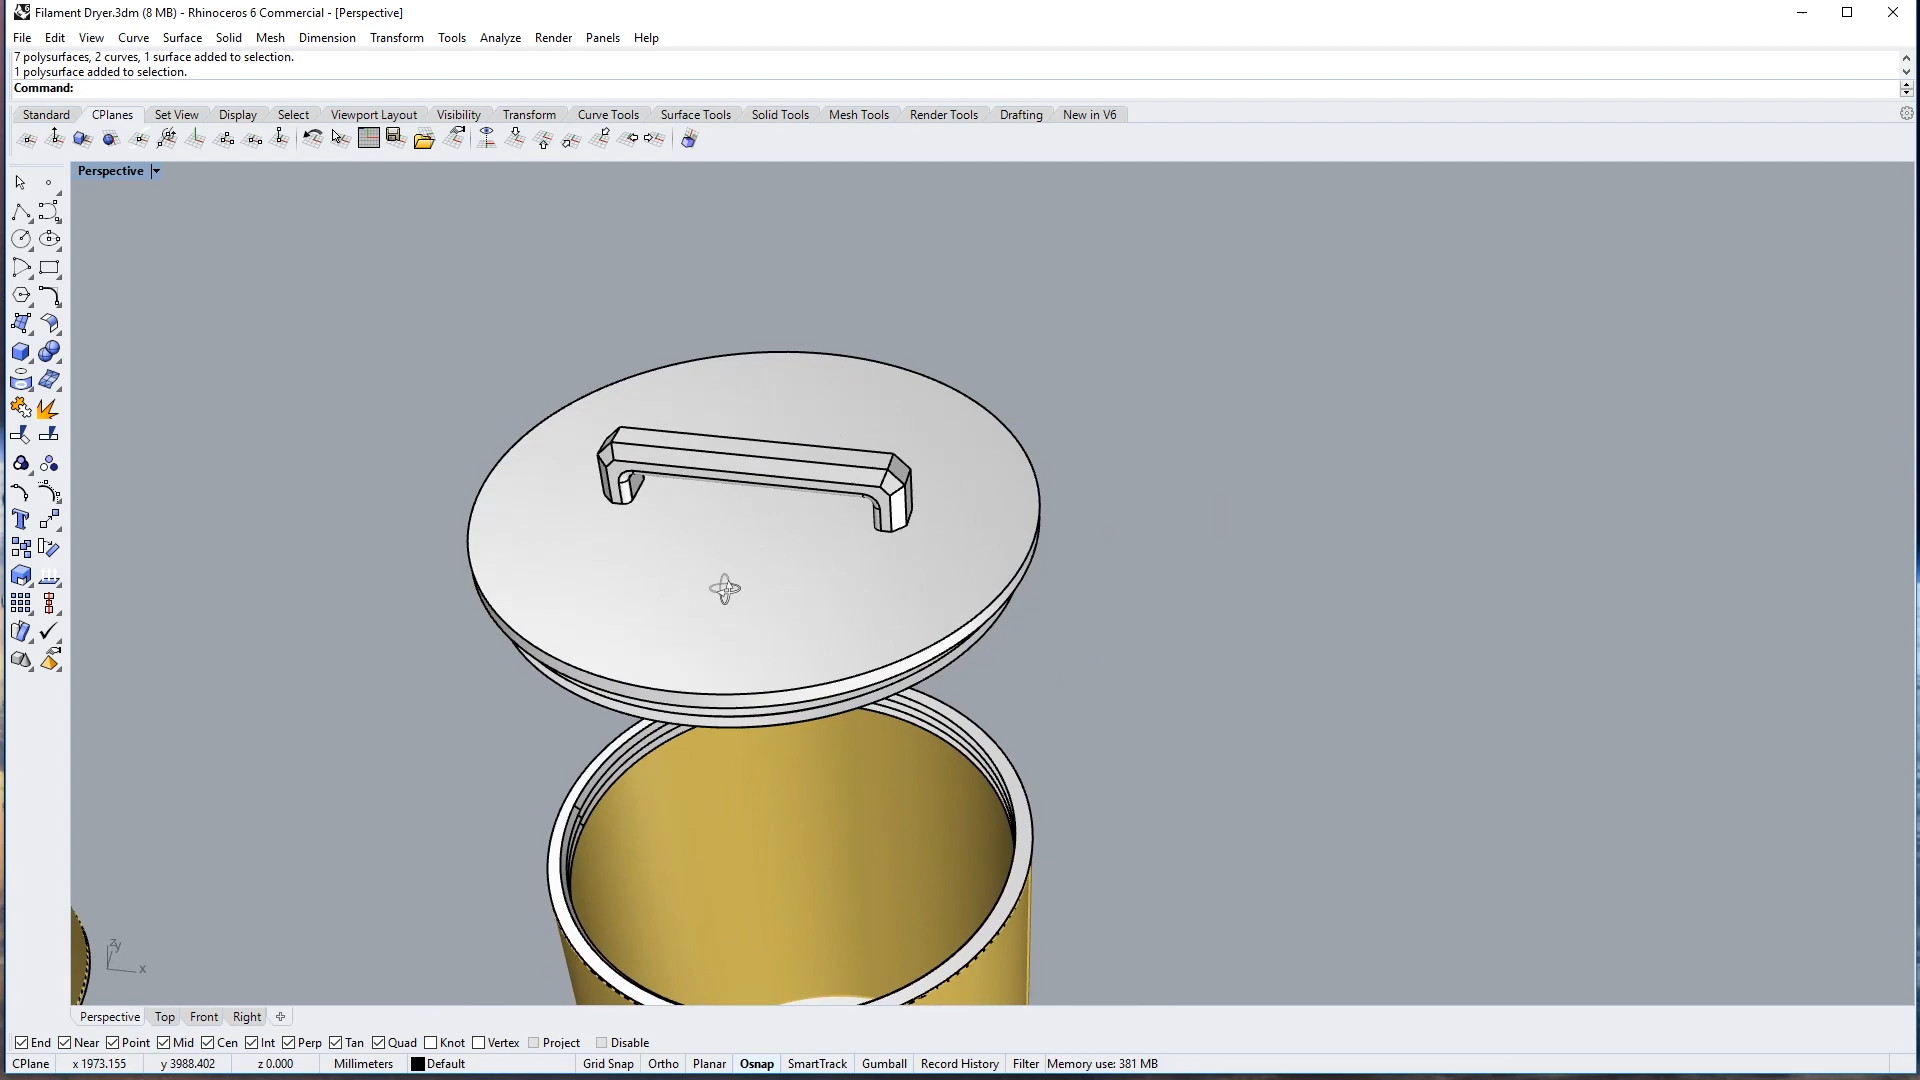 Filament Dryer.3dm (8 MB) - Rhinoceros 6 Commercial - [Perspective]
File Edit View Curve Surface Solid Mesh Dimension Transform Tools Analyze Render Panels Help
7 polysurfaces, 2 curves, 1 surface added to selection.
1 polysurface added to selection.
Command:
Standard CPlanes Set View Display Select Viewport Layout Visibility Transform Curve Tools Surface Tools Solid Tools Mesh Tools Render Tools Drafting New in V6
Perspective
z y
x
Perspective Top Front Right
End Near Point Mid Cen Int Perp Tan Quad Knot Vertex Project Disable
CPlane x 1973.155 y 3988.402 z 0.000 Millimeters Default Grid Snap Ortho Planar Osnap SmartTrack Gumball Record History Filter Memory use: 381 MB